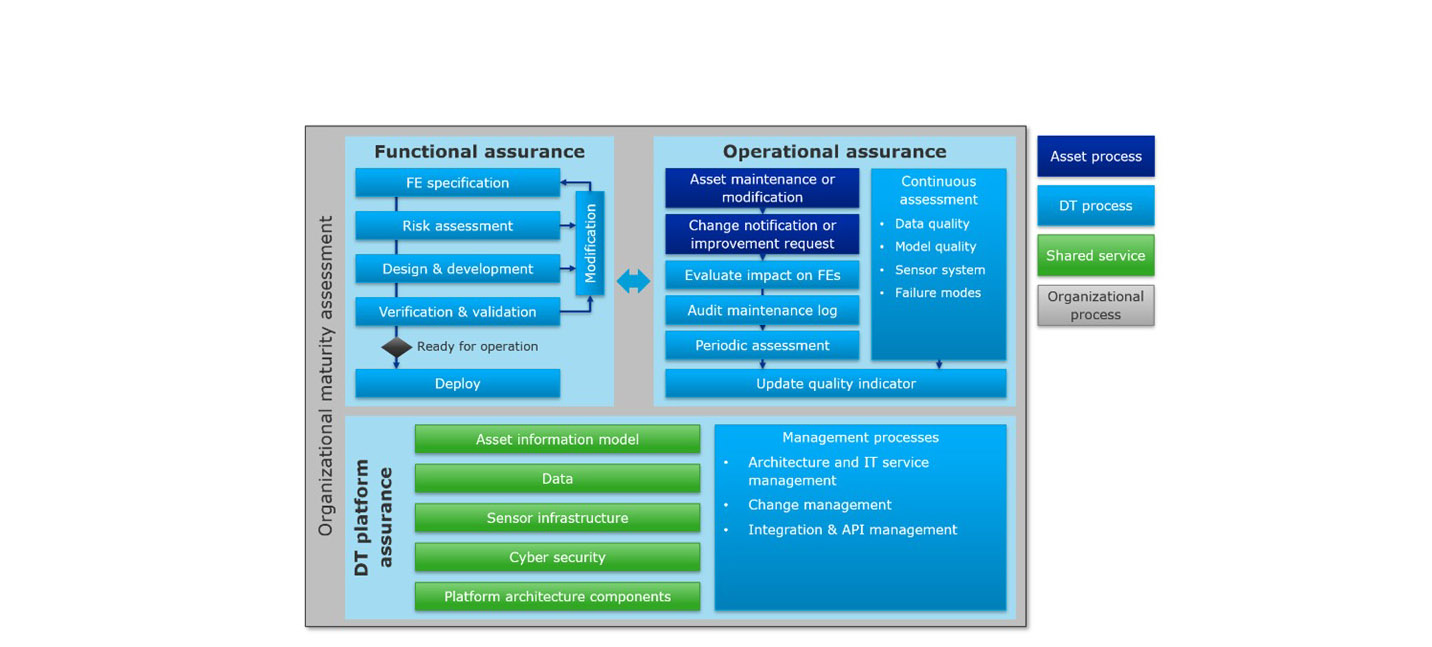 Organizational maturity assessment
Functional assurance
FE specification
Risk assessment
Design & development
Verification & validation
Modification
Ready for operation
Deploy
Operational assurance
Asset maintenance or
modification
Change notification or
improvement request
Evaluate impact on FEs
Audit maintenance log
Periodic assessment
Continuous
assessment
• Data quality
• Model quality
• Sensor system
• Failure modes
Update quality indicator
DT platform
assurance
Asset information model
Data
Sensor infrastructure
Cyber security
Platform architecture components
Management processes
• Architecture and IT service
management
• Change management
• Integration & API management
Asset process
DT process
Shared service
Organizational
process